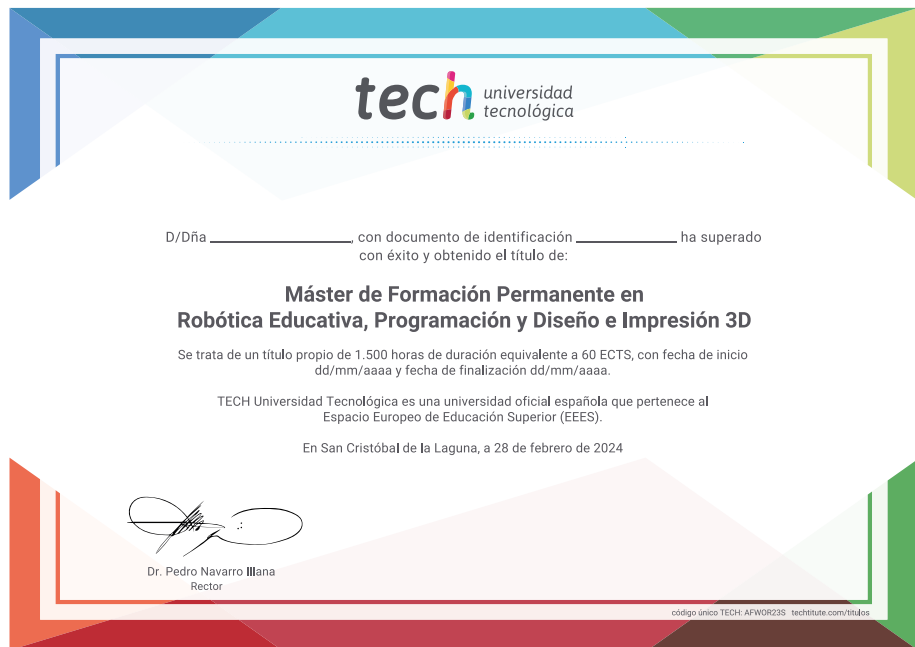 tech universidad
tecnológica
D/Dña ____________, con documento de identificación ____________ ha superado
con éxito y obtenido el título de:
Máster de Formación Permanente en
Robótica Educativa, Programación y Diseño e Impresión 3D
Se trata de un título propio de 1.500 horas de duración equivalente a 60 ECTS, con fecha de inicio
dd/mm/aaaa y fecha de finalización dd/mm/aaaa.
TECH Universidad Tecnológica es una universidad oficial española que pertenece al
Espacio Europeo de Educación Superior (EEES).
En San Cristóbal de la Laguna, a 28 de febrero de 2024
Dr. Pedro Navarro Illana
Rector
código único TECH: AFWOR23S techtitute.com/titulos